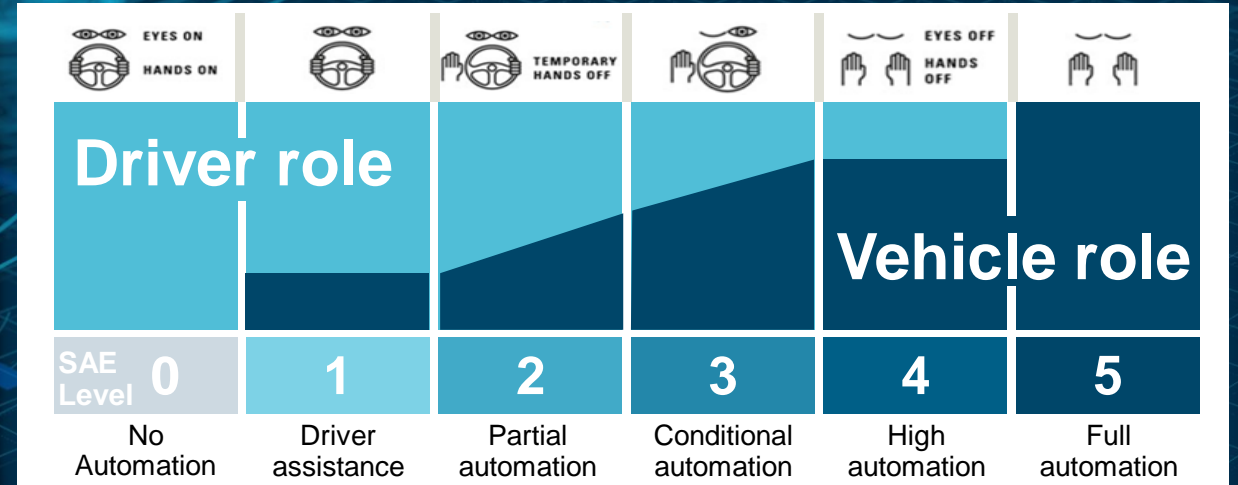 EYES ON
HANDS ON
TEMPORARY
HANDS OFF
EYES OFF
HANDS
OFF
Driver role
Vehicle role
SAE
Level
0
1
2
3
4
5
No
Automation
Driver
assistance
Partial
automation
Conditional
automation
High
automation
Full
automation